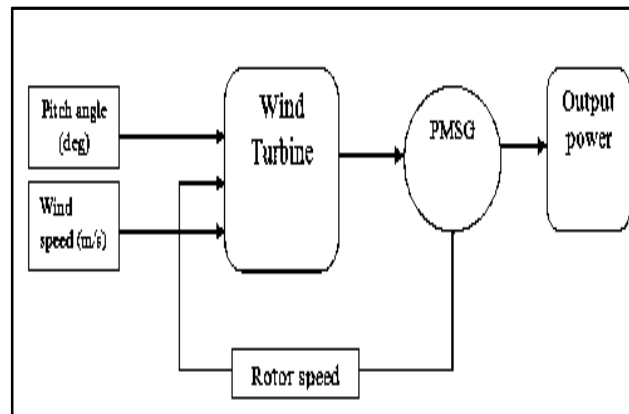 Pitch angle
(deg)
Wind
speed (m/s)
Wind
Turbine
PMSG
Output
power
Rotor speed